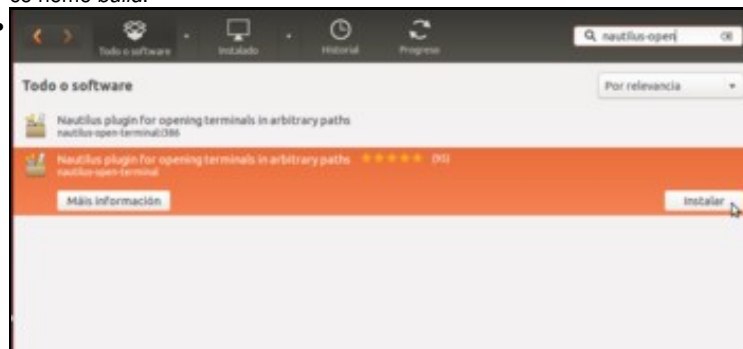 Todo o software
Instalado
Historial
Progreso
nautilus-open
Todo o software
Por relevancia
Nautilus plugin for opening terminals in arbitrary paths
nautilus-open-terminal:i386
Nautilus plugin for opening terminals in arbitrary paths
(95)
nautilus-open-terminal
Máis información
Instalar